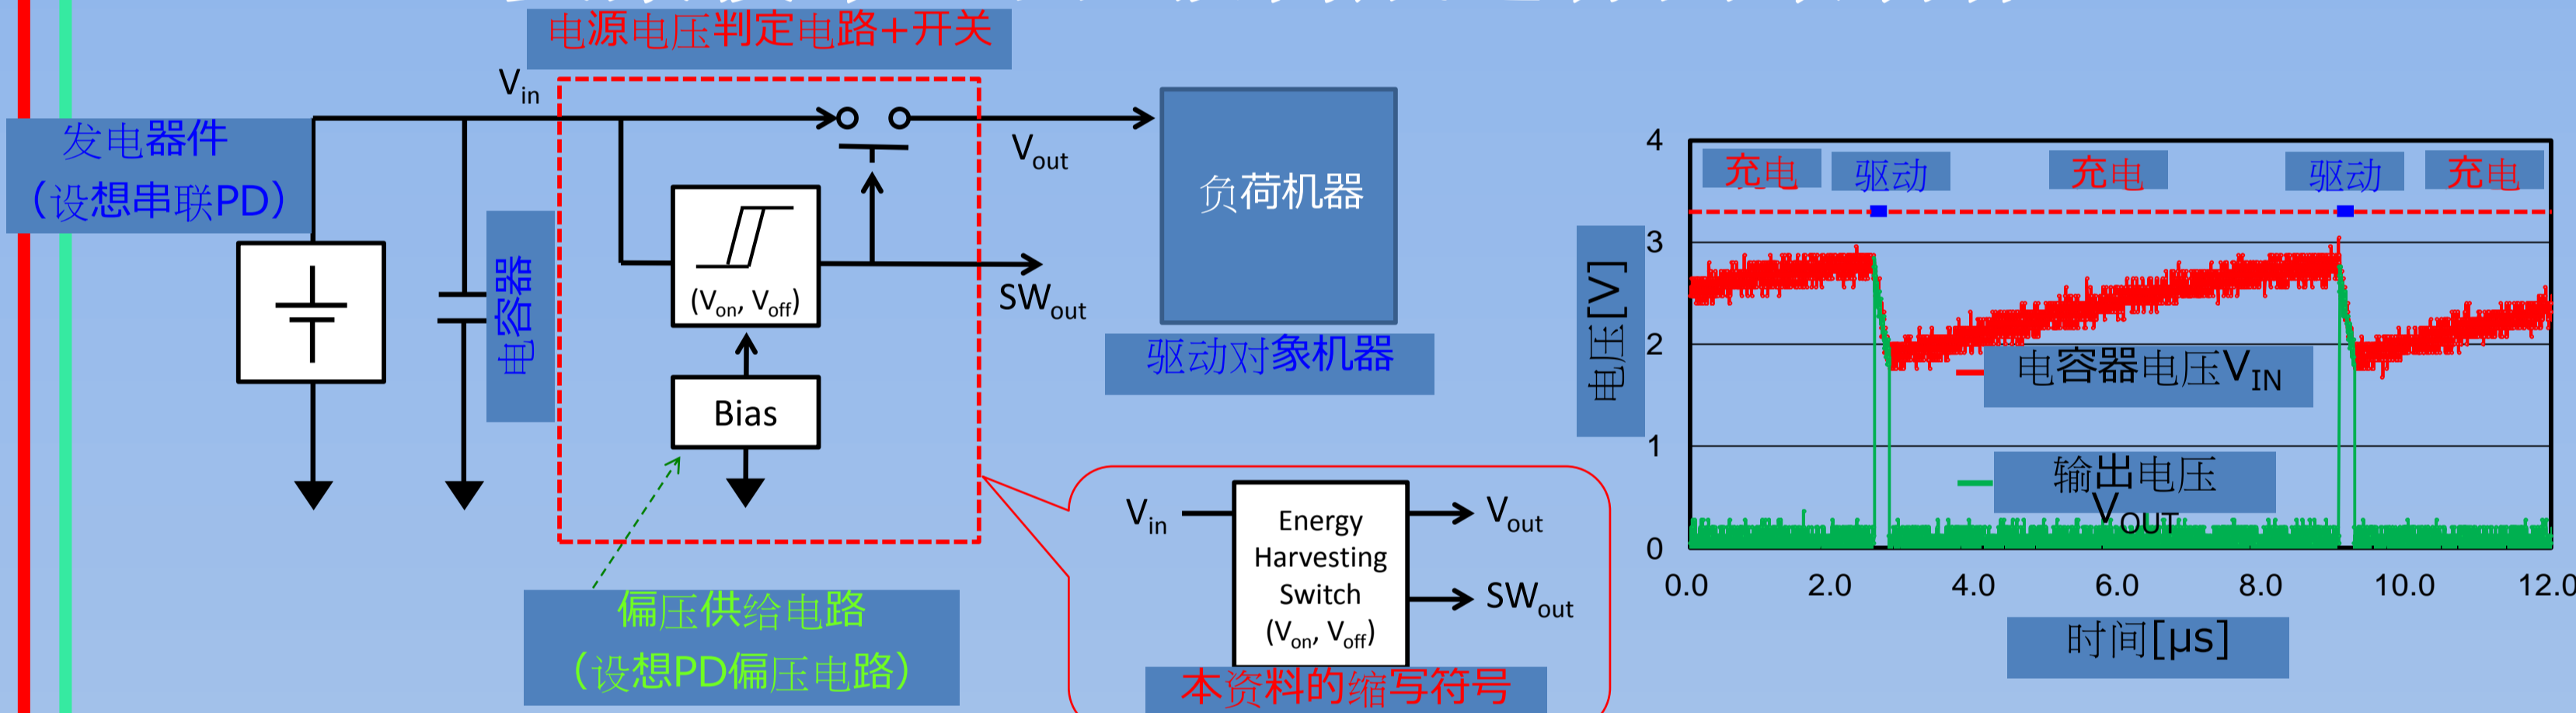 电源电压判定电路+开关
Vin
发电器件
（设想串联PD）
电容器
(Von, Voff)
Bias
Vout
SWout
负荷机器
驱动对象机器
偏压供给电路
（设想PD偏压电路）
Vin
Energy
Harvesting
Switch
(Von, Voff)
Vout
SWout
本资料的缩写符号
电压[V]
4
3
2
1
0
充电 驱动 充电 驱动 充电
电容器电压VIN
输出电压
VOUT
0.0 2.0 4.0 6.0 8.0 10.0 12.0
时间[μs]